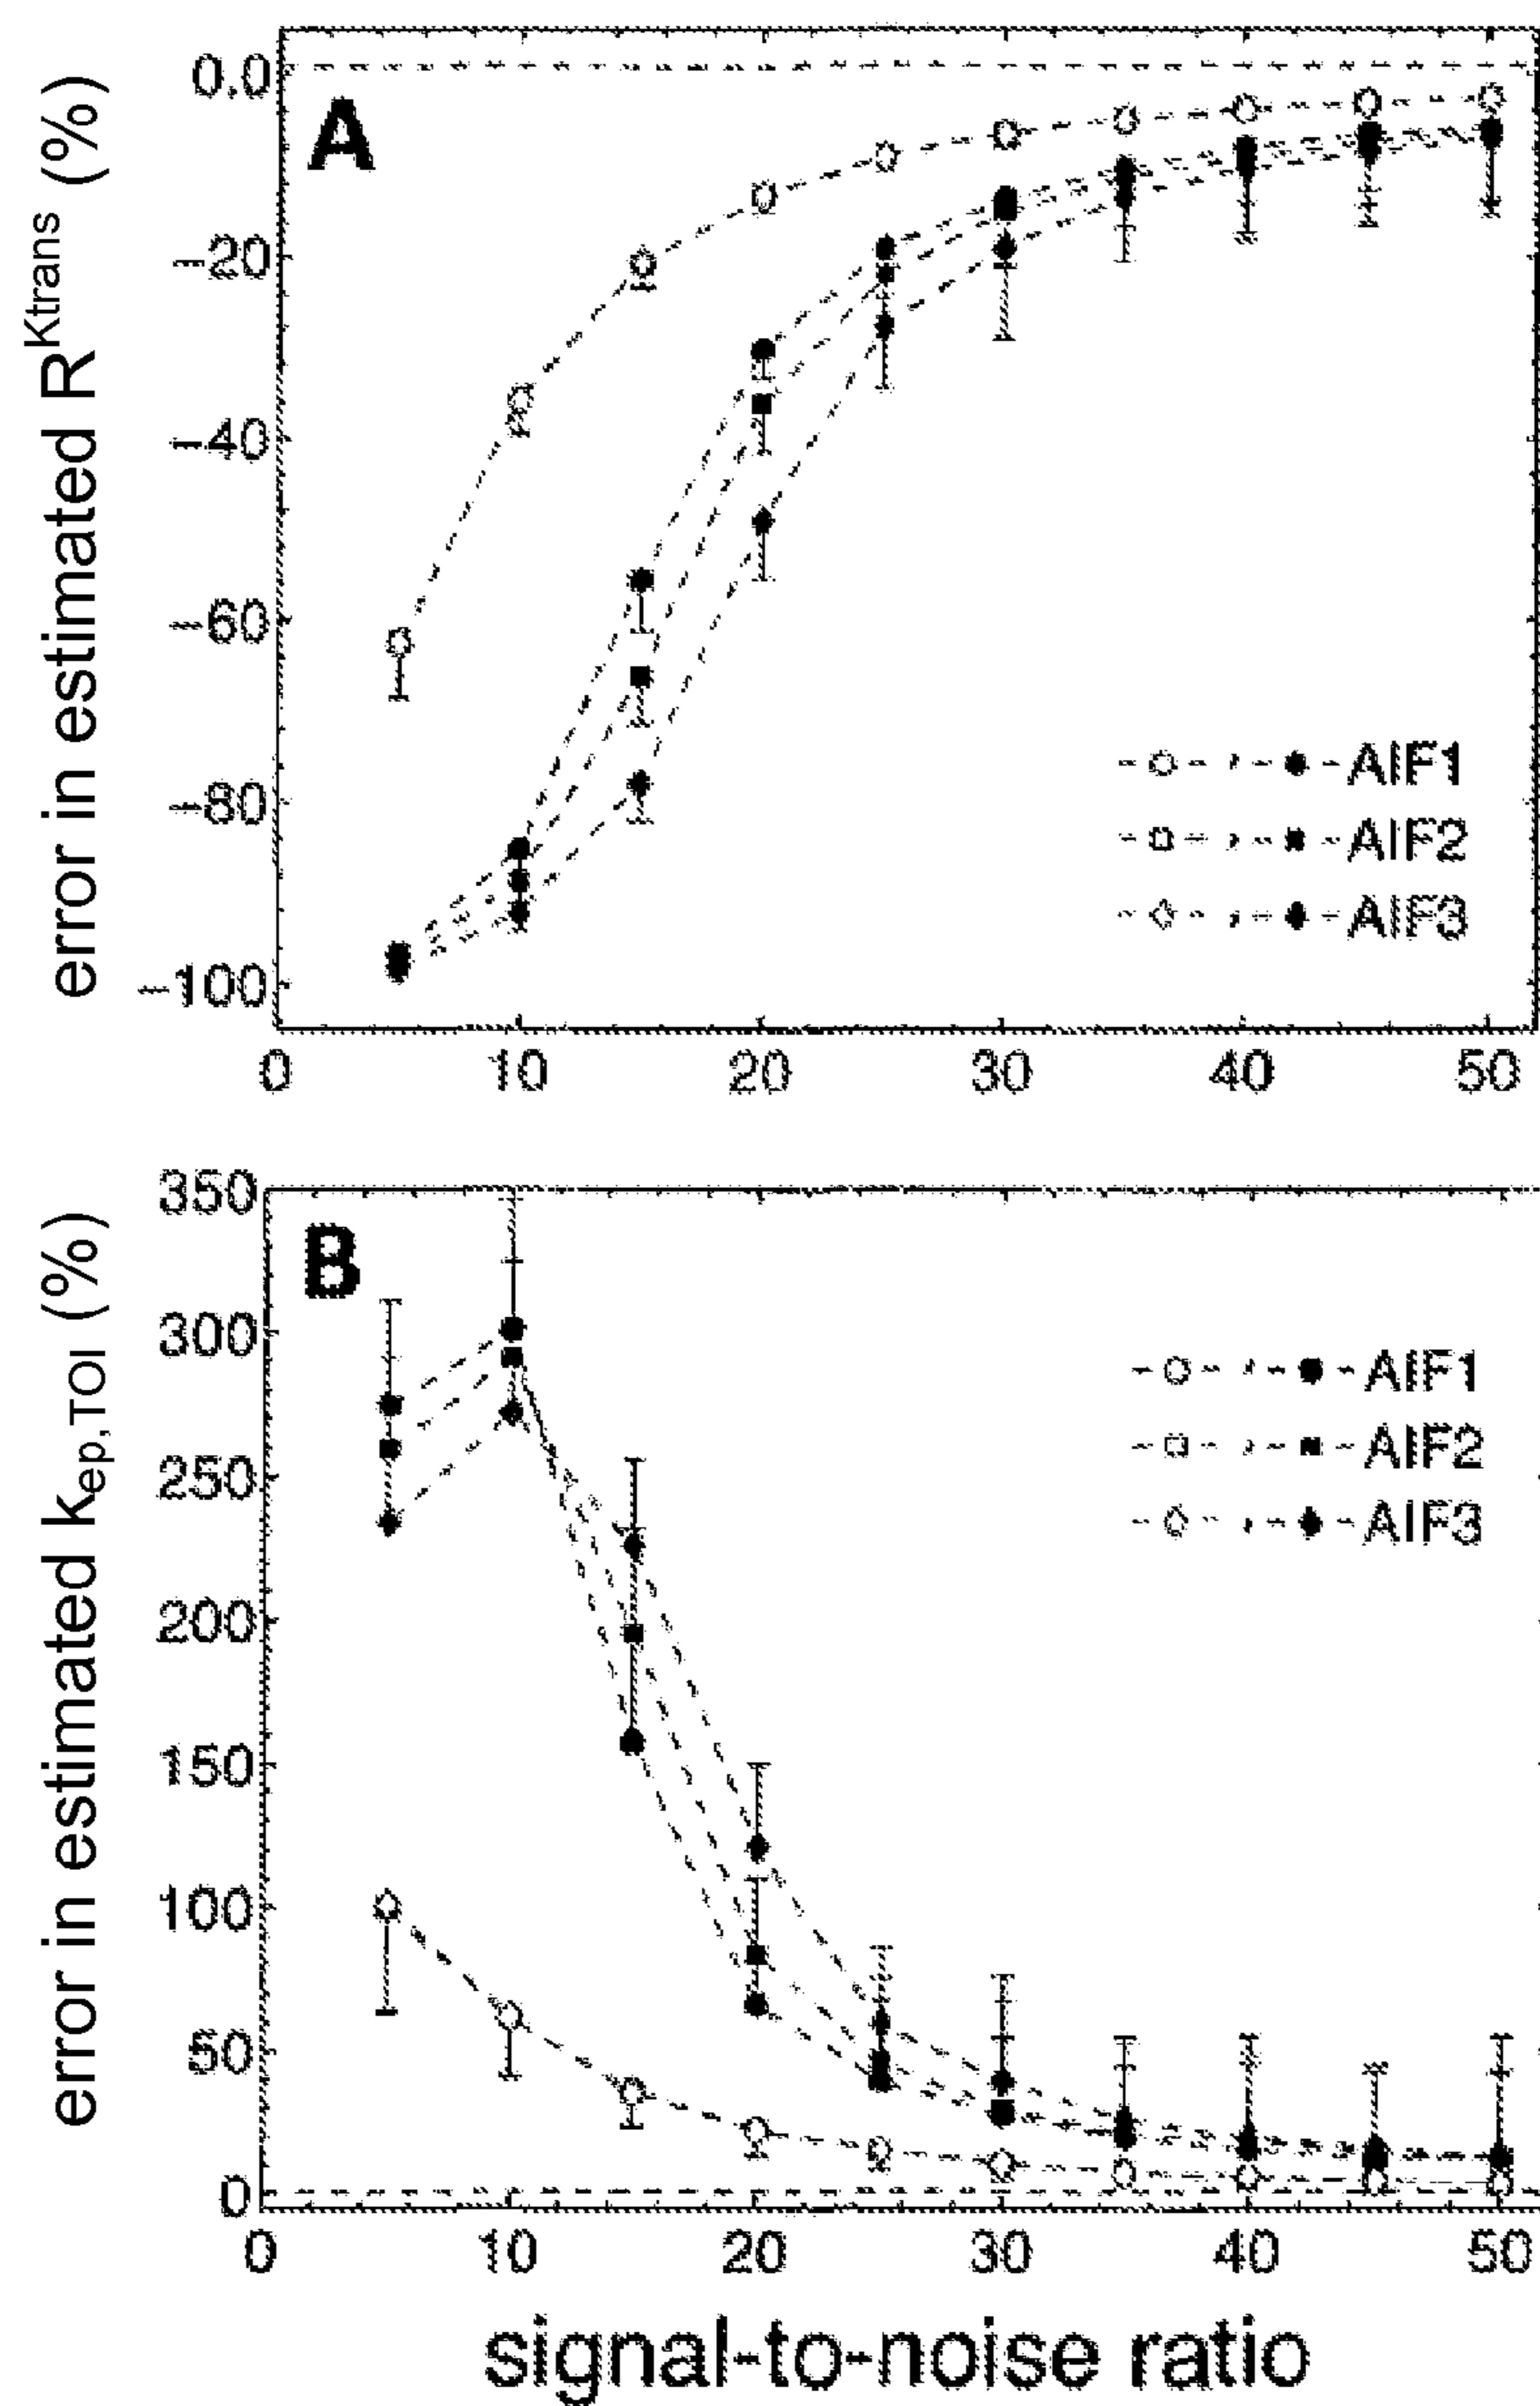 error in estimated R^Ktrans (%)
A
0.0
-20
-40
-60
-80
-100
AIF1
AIF2
AIF3
0 10 20 30 40 50
error in estimated k_ep,TOI (%)
B
350
300
250
200
150
100
50
0
AIF1
AIF2
AIF3
0 10 20 30 40 50
signal-to-noise ratio